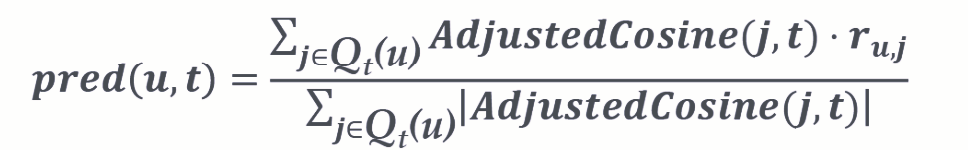 pred(u, t) = ∑_{j∈Q_t(u)} AdjustedCosine(j, t) · r_{u,j} / ∑_{j∈Q_t(u)} |AdjustedCosine(j, t)|